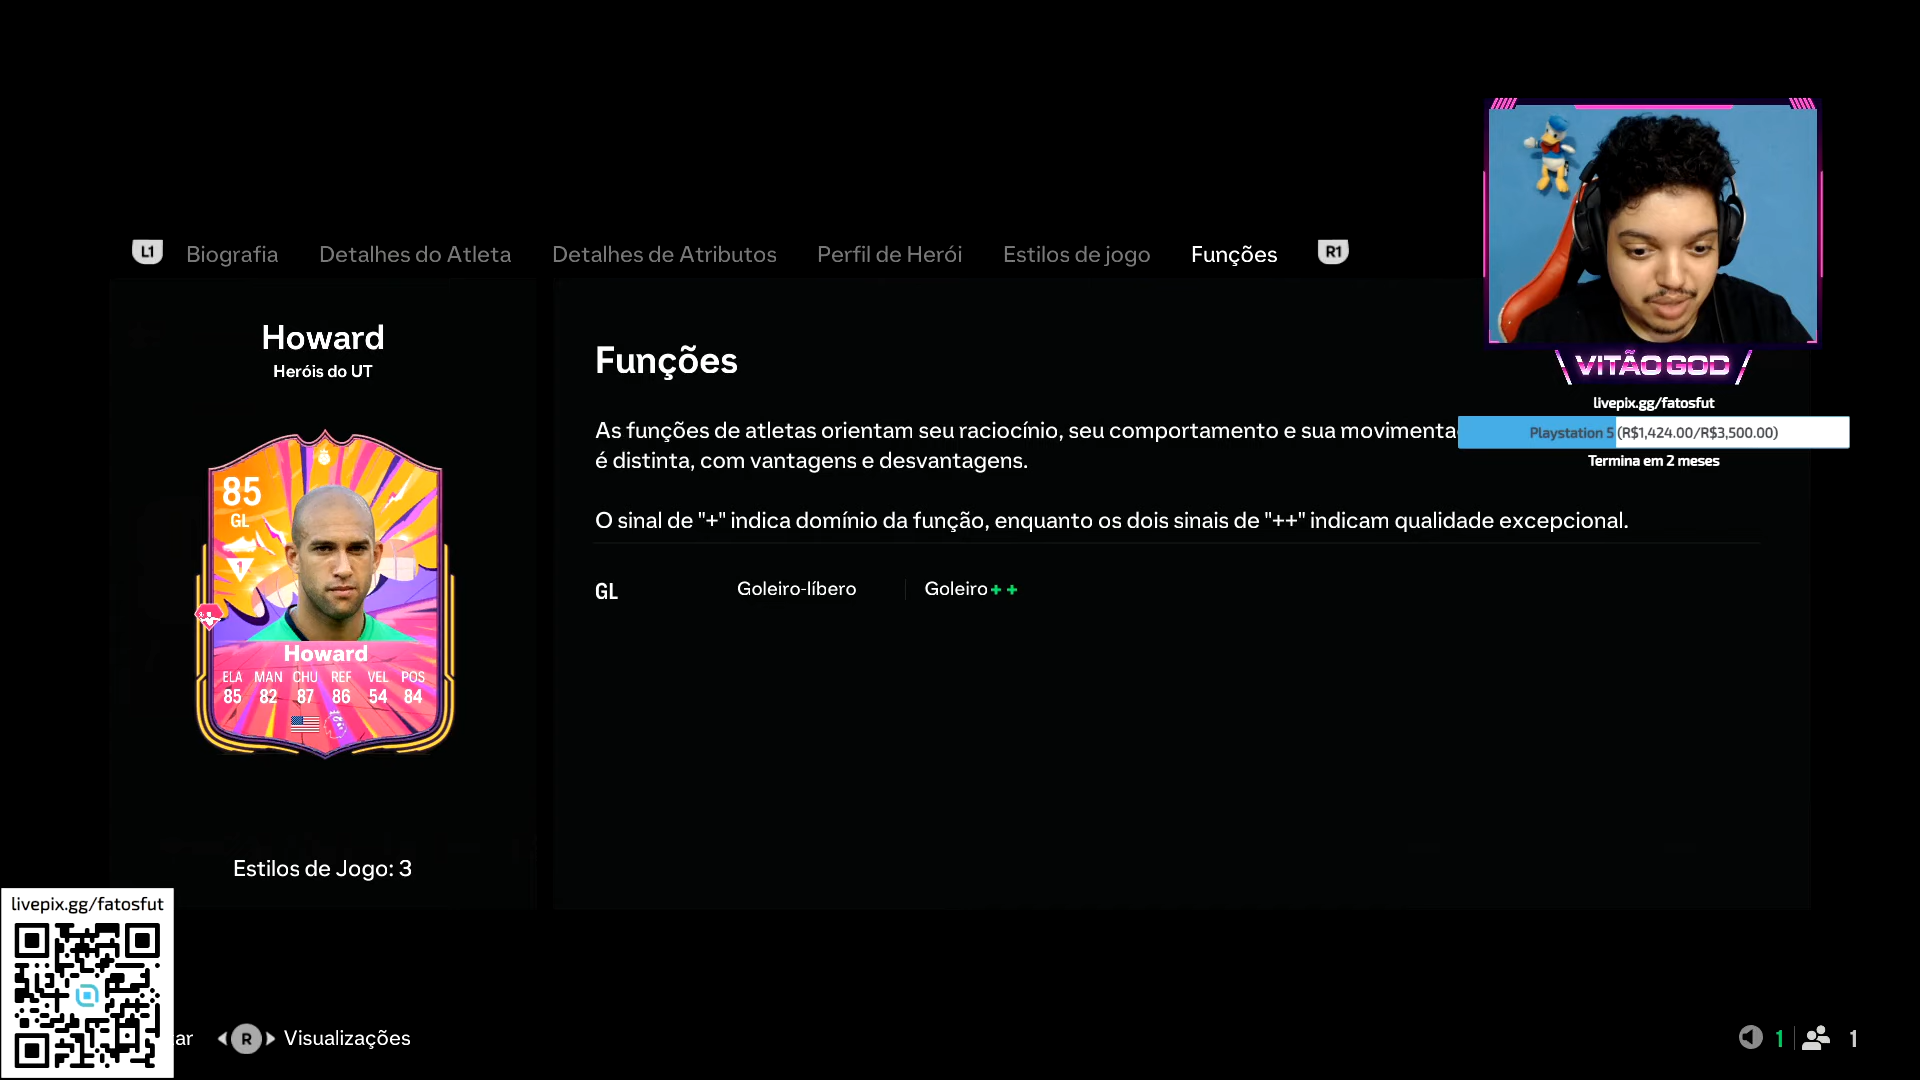 L1 Biografia Detalhes do Atleta Detalhes de Atributos Perfil de Herói Estilos de jogo Funções R1
Howard
Heróis do UT
85
GL
1
Howard
ELA MAN CHU REF VEL POS
85 82 87 86 54 84
Estilos de Jogo: 3
Funções
As funções de atletas orientam seu raciocínio, seu comportamento e sua movimenta
é distinta, com vantagens e desvantagens.
O sinal de "+" indica domínio da função, enquanto os dois sinais de "++" indicam qualidade excepcional.
GL Goleiro-líbero Goleiro++
VITÃO GOD
livepix.gg/fatosfut
Playstation 5 (R$1,424.00/R$3,500.00)
Termina em 2 meses
livepix.gg/fatosfut
ar R Visualizações
1 1